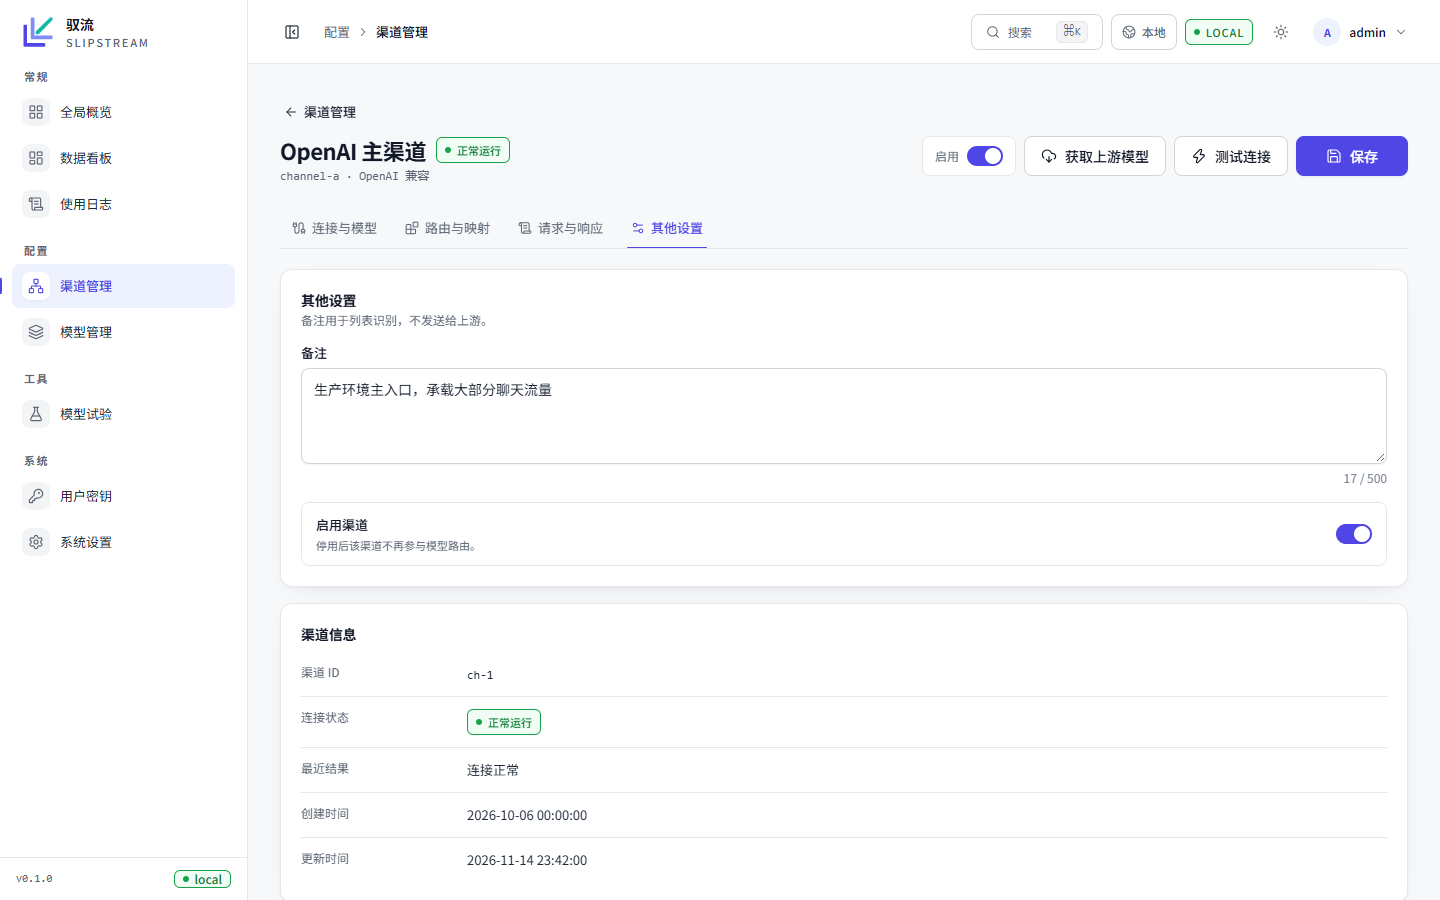 驭流
SLIPSTREAM
常规
全局概览
数据看板
使用日志
配置
渠道管理
模型管理
工具
模型试验
系统
用户密钥
系统设置
v0.1.0
local
配置 > 渠道管理
搜索 ⌘K
本地
LOCAL
A admin
← 渠道管理
OpenAI 主渠道
正常运行
channel-a · OpenAI 兼容
启用
获取上游模型
测试连接
保存
连接与模型
路由与映射
请求与响应
其他设置
其他设置
备注用于列表识别，不发送给上游。
备注
生产环境主入口，承载大部分聊天流量
17 / 500
启用渠道
停用后该渠道不再参与模型路由。
渠道信息
渠道 ID ch-1
连接状态 正常运行
最近结果 连接正常
创建时间 2026-10-06 00:00:00
更新时间 2026-11-14 23:42:00